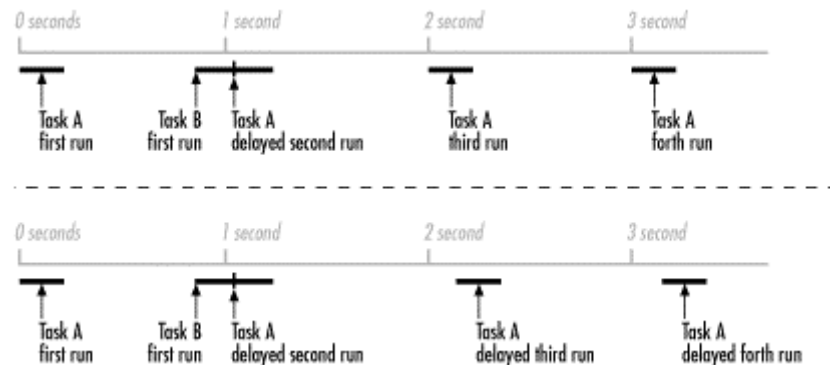 0 seconds 1 second 2 second 3 second
Task A Task B Task A Task A Task A
first run first run delayed second run third run forth run
0 seconds 1 second 2 second 3 second
Task A Task B Task A Task A Task A
first run first run delayed second run delayed third run delayed forth run